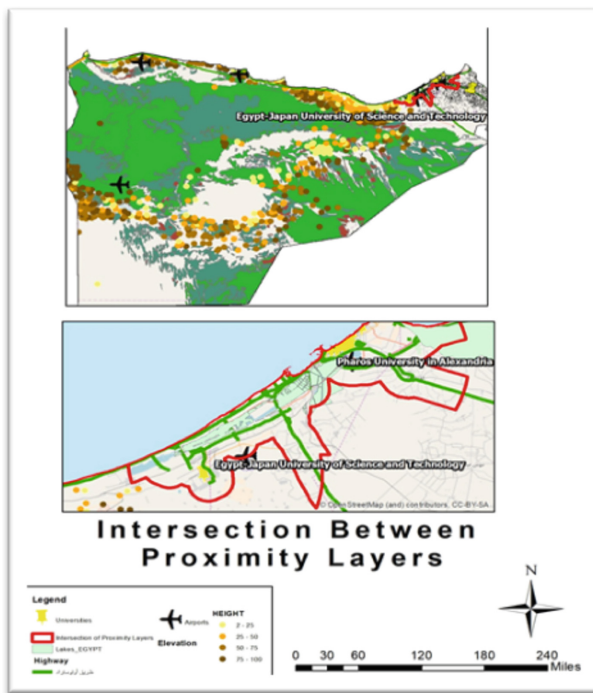 Egypt-Japan University of Science and Technology
Pharos University in Alexandria
Egypt-Japan University of Science and Technology
© OpenStreetMap (and) contributors, CC-BY-SA
Intersection Between
Proximity Layers
Legend
Universities
Intersection of Proximity Layers
Lakes_EGYPT
Highway
طريق أوتوستراد
Airports
Elevation
HEIGHT
2 - 25
25 - 50
50 - 75
75 - 100
N
0 30 60 120 180 240
Miles